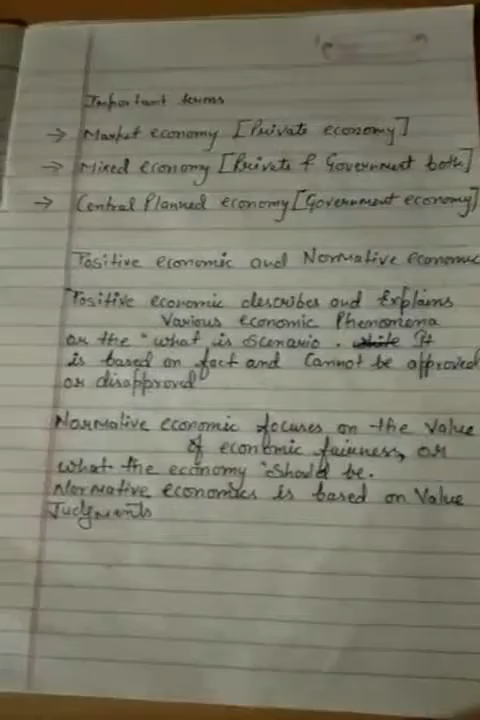 Important terms
→ Market economy [Private economy]
→ Mixed economy [Private & Government both]
→ Central Planned economy [Government economy]
Positive economic and Normative economic
Positive economic describes and Explains
Various economic Phenomena
or the "what is Scenario. It
is based on fact and Cannot be approved
or disapproved
Normative economic focuses on the Value
of economic fairness, or
what the economy "Should be.
Normative economics is based on Value
Judgments